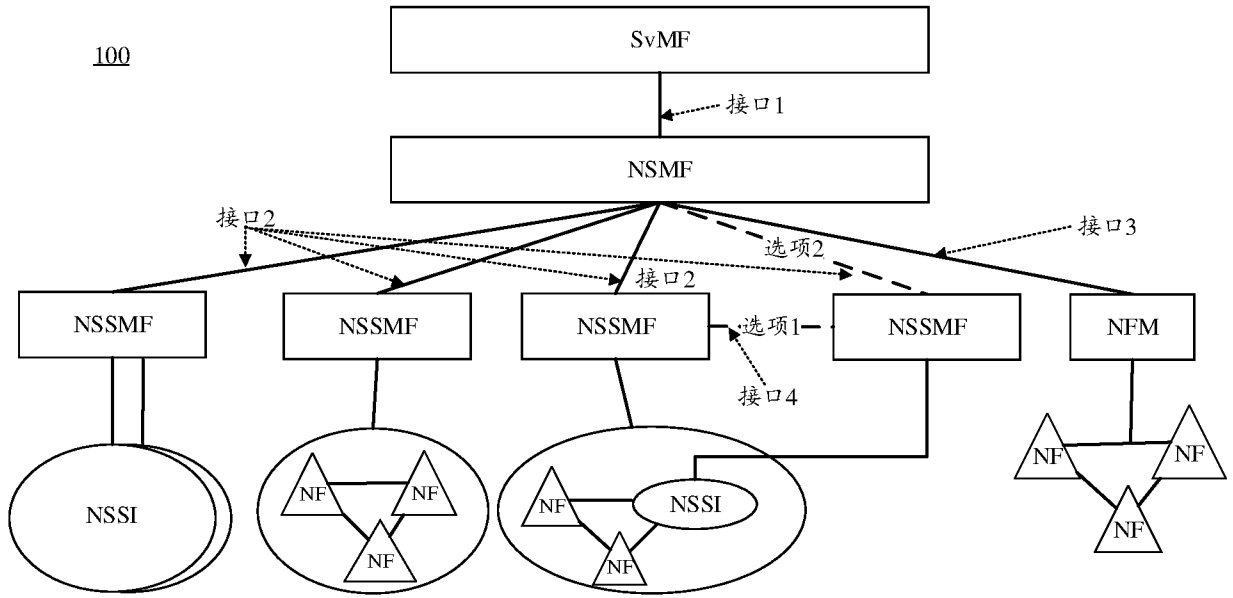 SvMF
100
接口1
NSMF
接口2
接口3
选项2
接口2
NSSMF
NSSMF
NSSMF
选项1
NSSMF
NFM
接口4
NF
NF
NF
NF
NF
NSSI
NSSI
NF
NF
NF
NF
NF